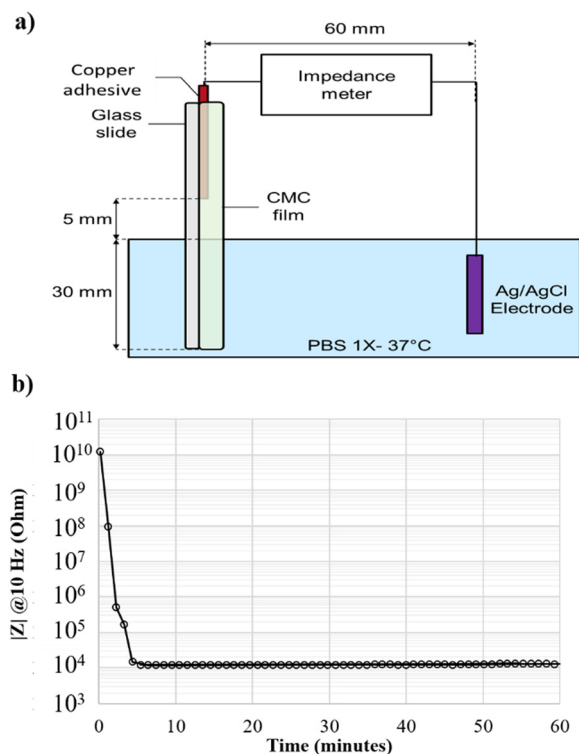 a)
60 mm
Copper
adhesive
Impedance
meter
Glass
slide
CMC
film
5 mm
30 mm
Ag/AgCl
Electrode
PBS 1X- 37°C
b)
|Z| @10 Hz (Ohm)
10¹¹
10¹⁰
10⁹
10⁸
10⁷
10⁶
10⁵
10⁴
10³
0 10 20 30 40 50 60
Time (minutes)